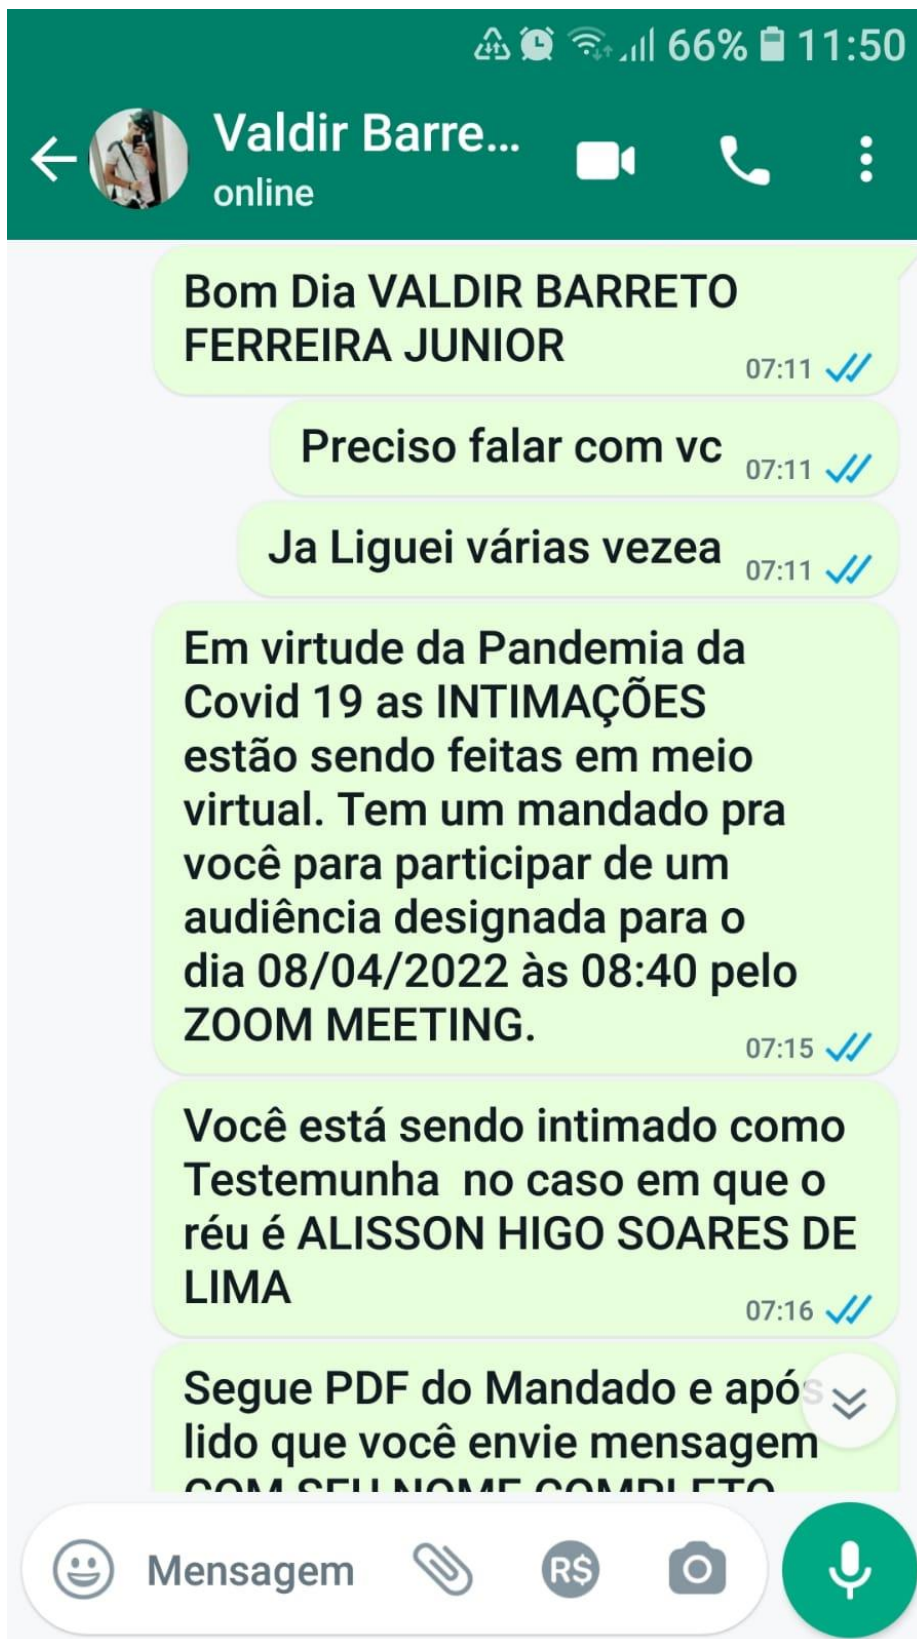 66% 11:50
Valdir Barre...
online
Bom Dia VALDIR BARRETO
FERREIRA JUNIOR
07:11
Preciso falar com vc 07:11
Ja Liguei várias vezea 07:11
Em virtude da Pandemia da
Covid 19 as INTIMAÇÕES
estão sendo feitas em meio
virtual. Tem um mandado pra
você para participar de um
audiência designada para o
dia 08/04/2022 às 08:40 pelo
ZOOM MEETING.
07:15
Você está sendo intimado como
Testemunha no caso em que o
réu é ALISSON HIGO SOARES DE
LIMA
07:16
Segue PDF do Mandado e após
lido que você envie mensagem
COM SEU NOME COMPLETO
Mensagem R$